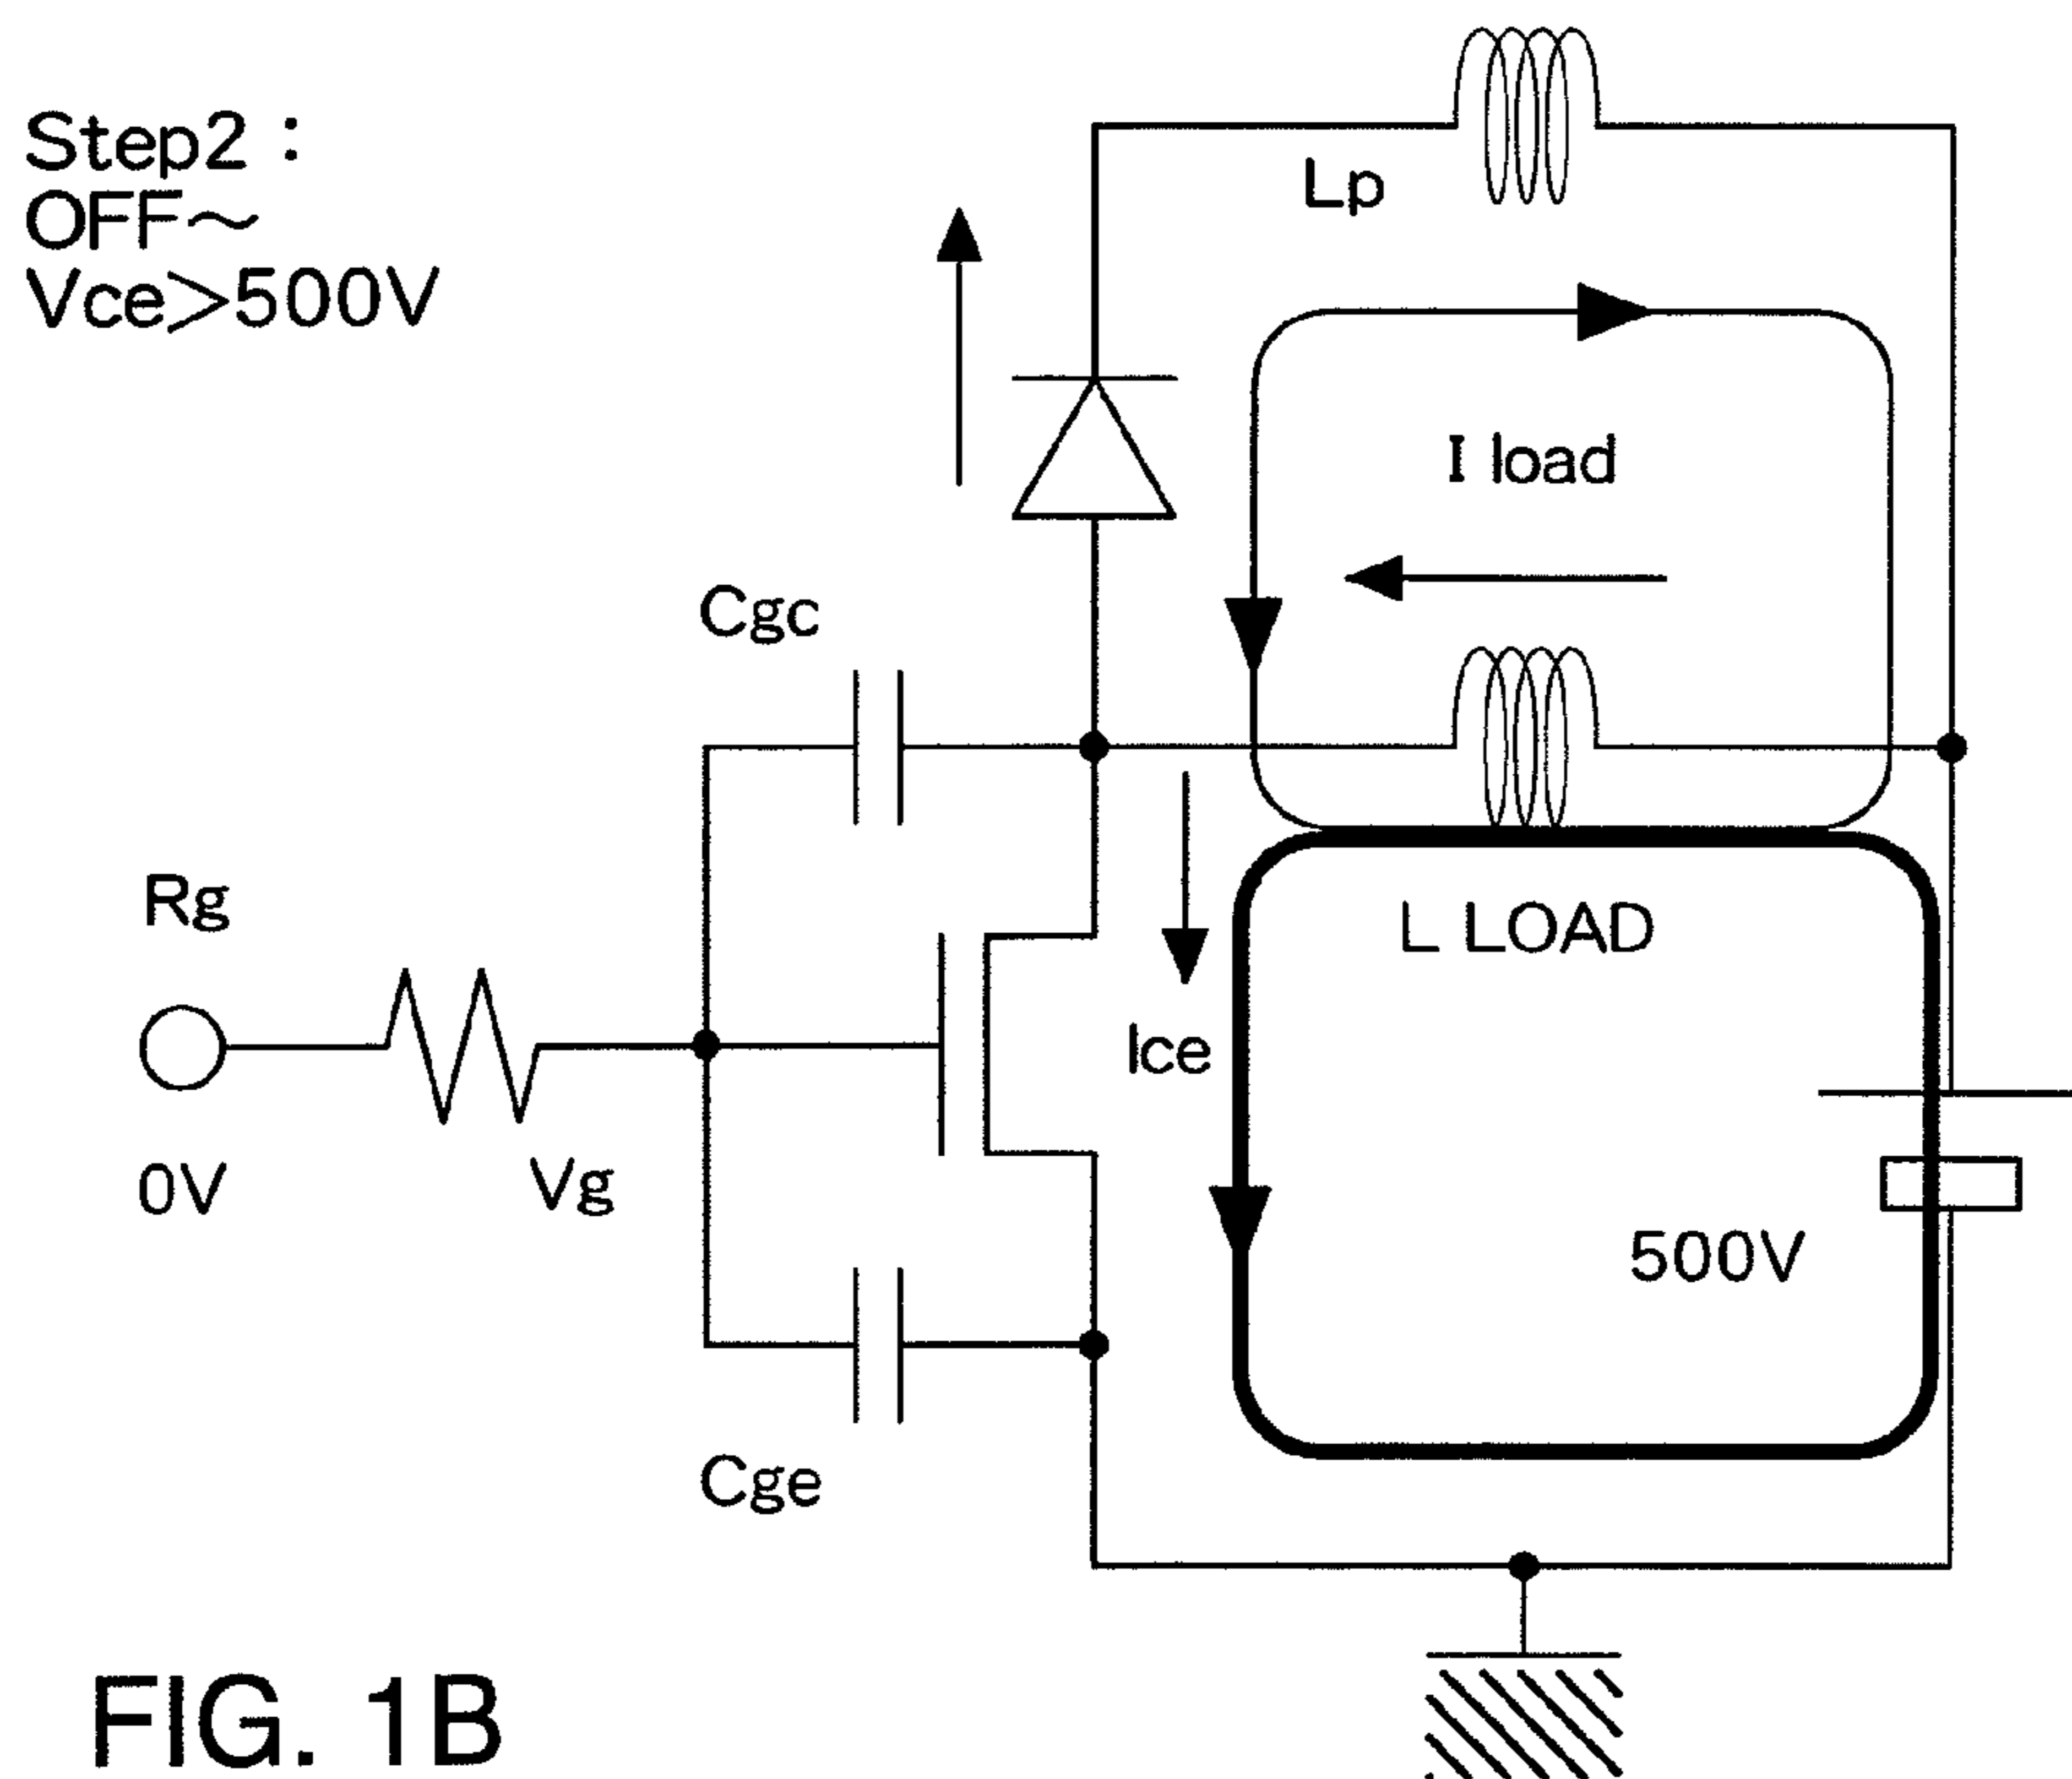 Step2 :
OFF～
Vce>500V
Lp
I load
Cgc
Rg
L LOAD
Ice
0V
Vg
500V
Cge
FIG. 1B